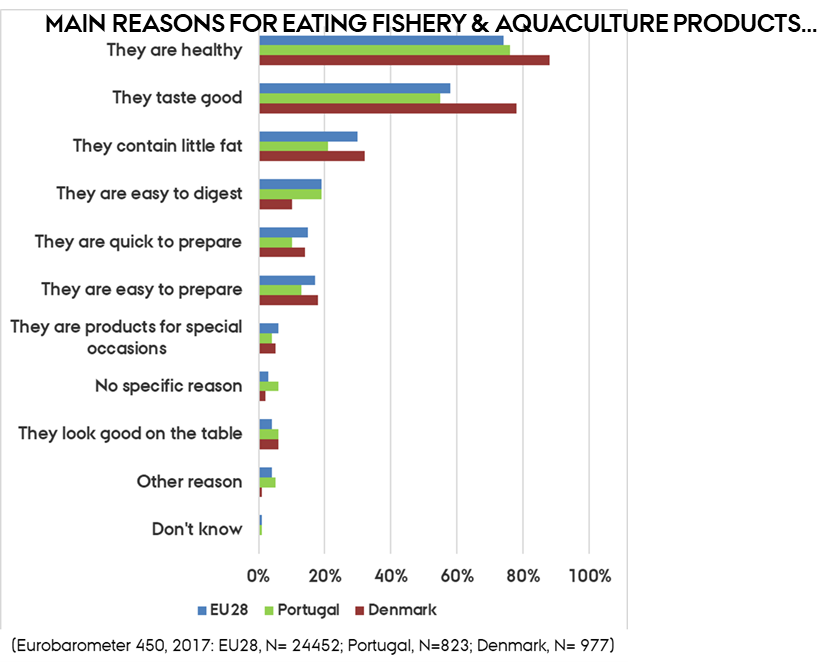 MAIN REASONS FOR EATING FISHERY & AQUACULTURE PRODUCTS...
They are healthy
They taste good
They contain little fat
They are easy to digest
They are quick to prepare
They are easy to prepare
They are products for special
occasions
No specific reason
They look good on the table
Other reason
Don't know
0% 20% 40% 60% 80% 100%
EU28 Portugal Denmark
(Eurobarometer 450, 2017: EU28, N= 24452; Portugal, N=823; Denmark, N= 977)